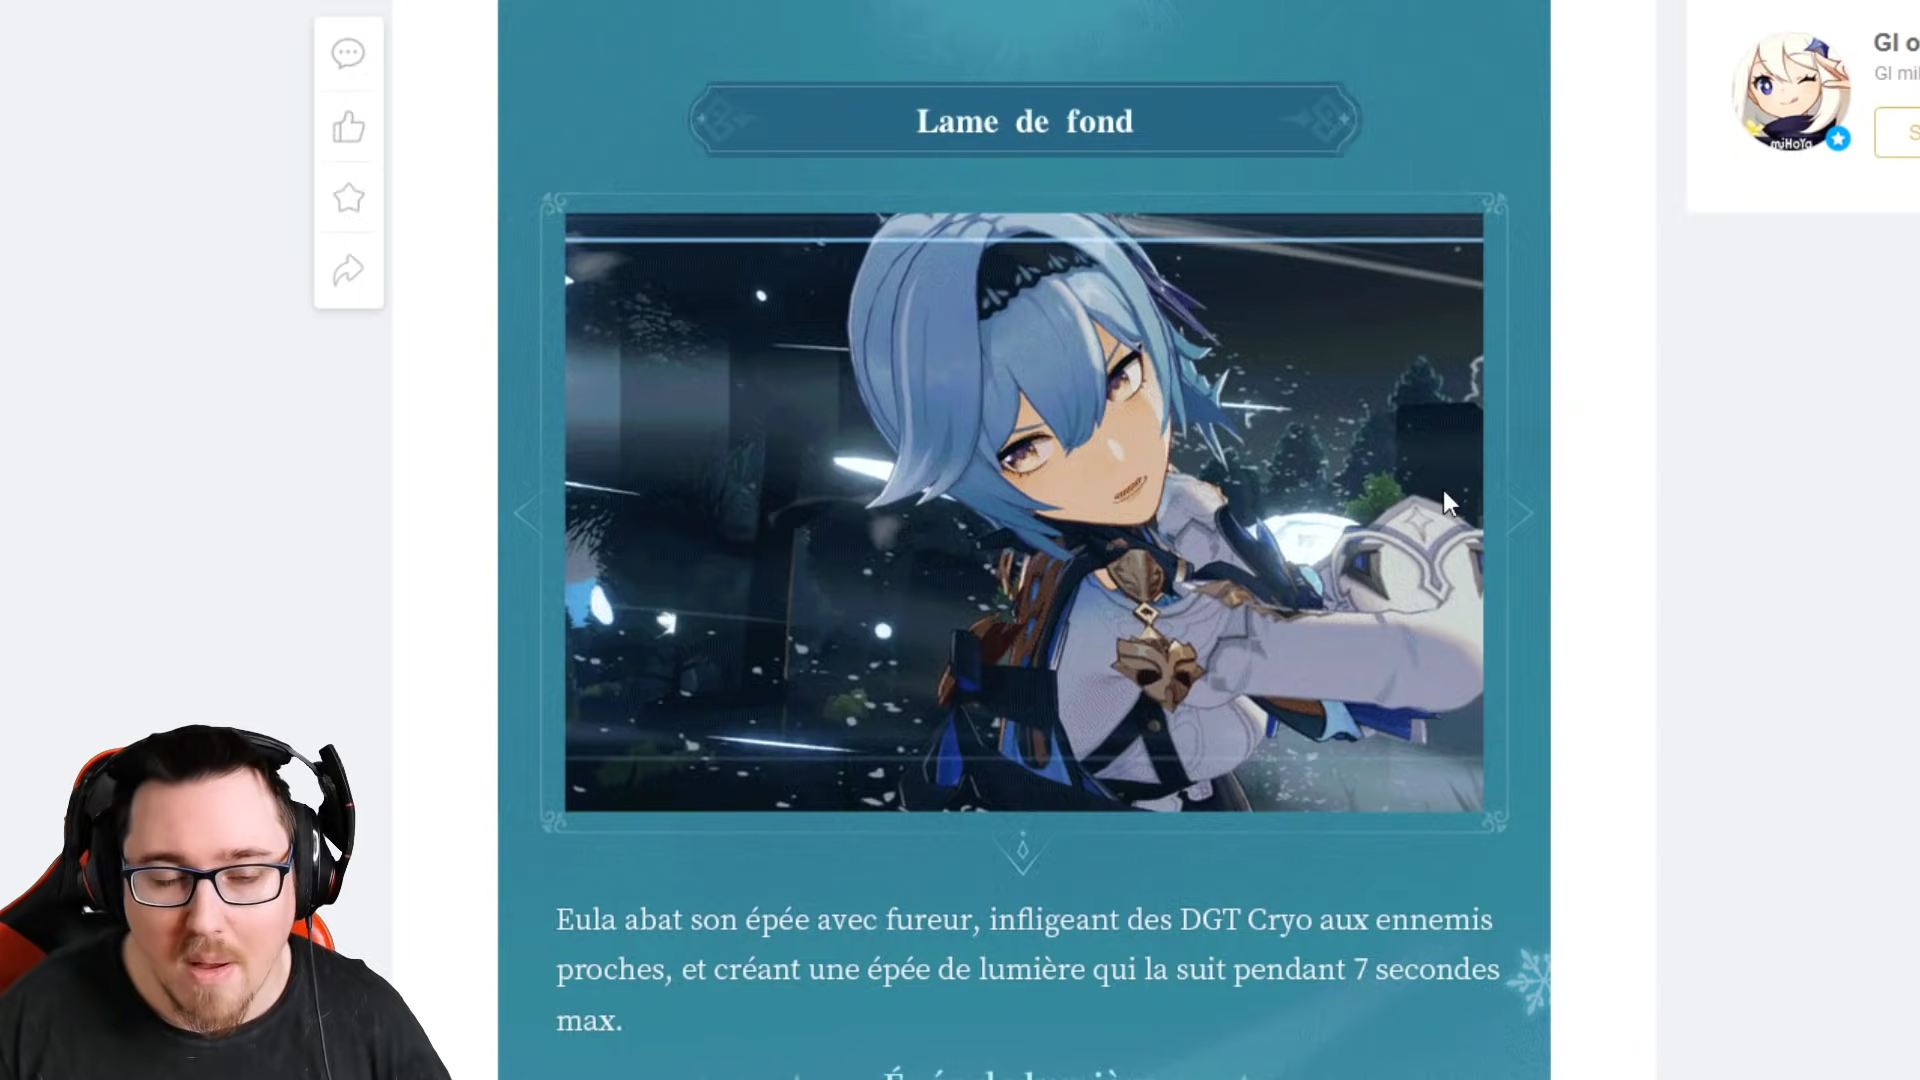 GI o
GI mi
S
miHoYo
Lame de fond
Eula abat son épée avec fureur, infligeant des DGT Cryo aux ennemis
proches, et créant une épée de lumière qui la suit pendant 7 secondes
max.